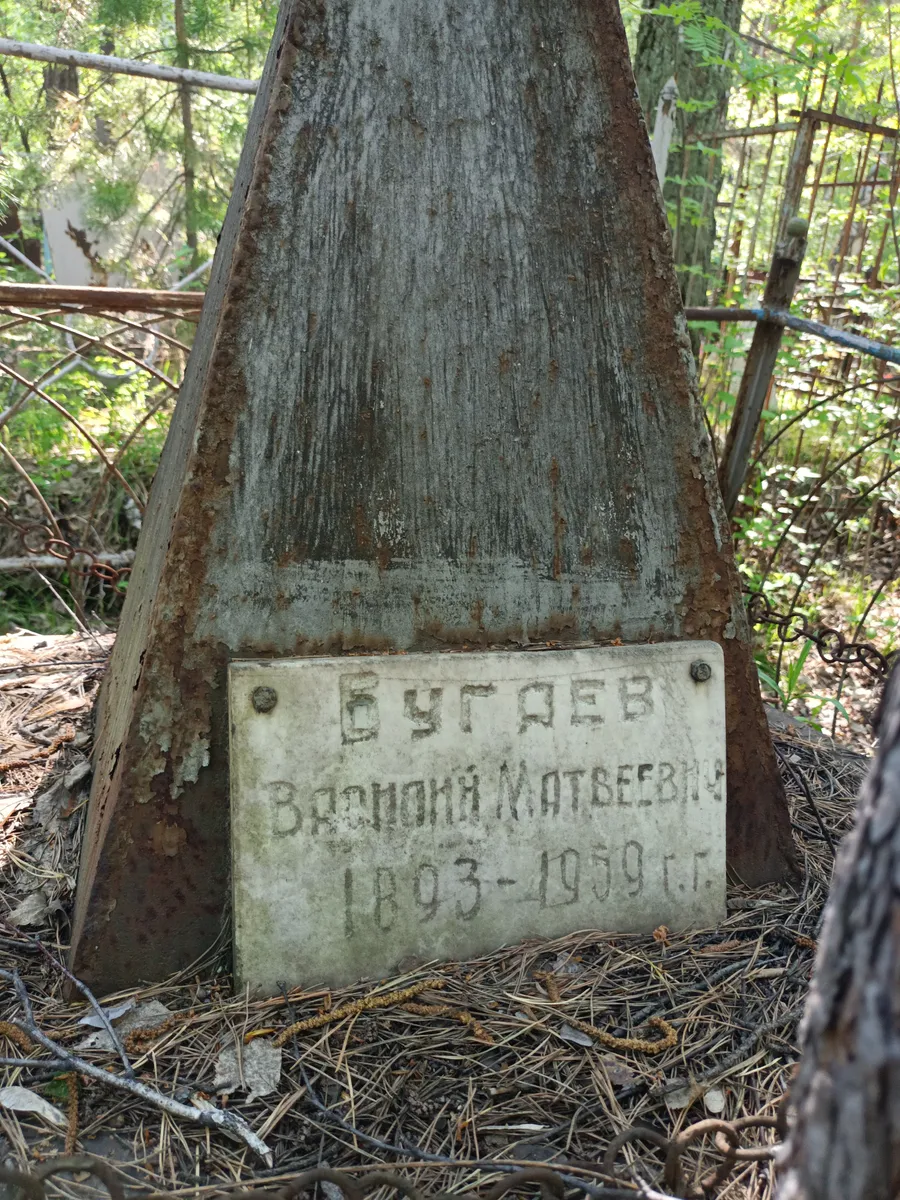 Бугаев
Василий Матвеевич
1893-1959 г.г.